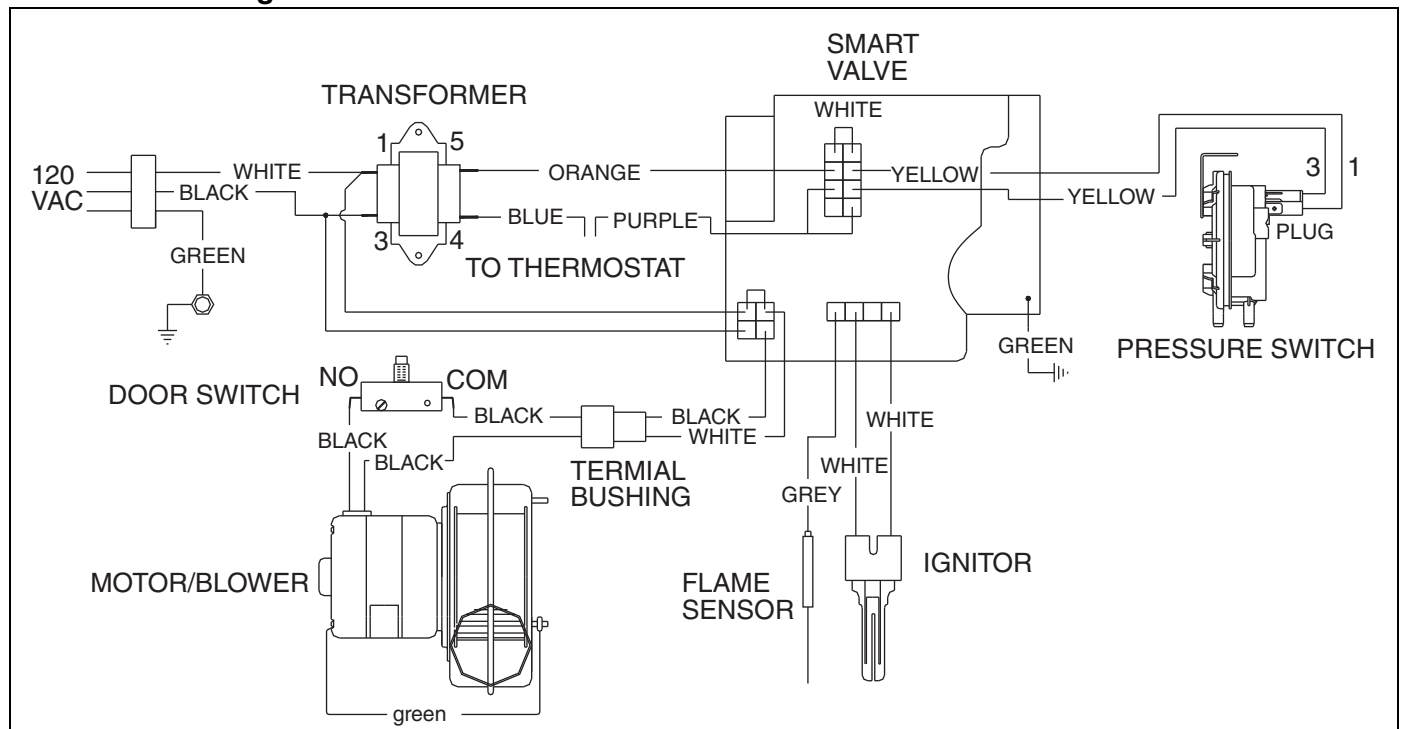 SMART
VALVE
TRANSFORMER
WHITE
1
5
120
VAC
WHITE
BLACK
ORANGE
YELLOW
YELLOW
3
1
BLUE
PURPLE
3
4
PLUG
GREEN
TO THERMOSTAT
GREEN
PRESSURE SWITCH
DOOR SWITCH
NO
COM
BLACK
BLACK
WHITE
WHITE
BLACK
BLACK
TERMIAL
BUSHING
WHITE
GREY
MOTOR/BLOWER
FLAME
SENSOR
IGNITOR
green